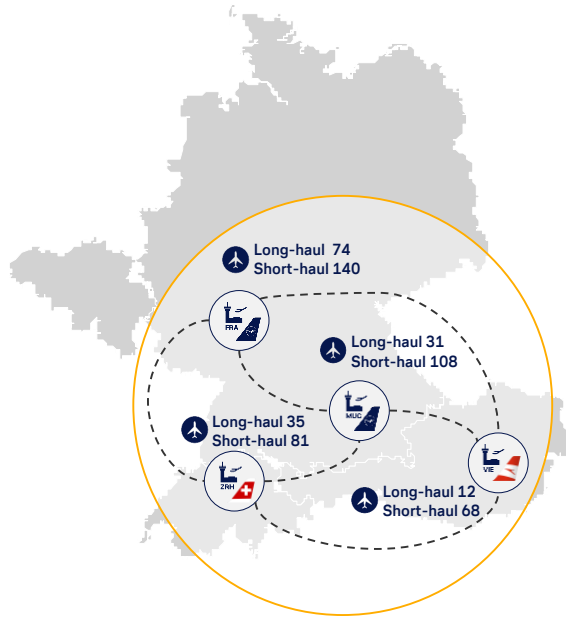 Long-haul 74
Short-haul 140
FRA
Long-haul 31
Short-haul 108
MUC
Long-haul 35
Short-haul 81
ZRH
VIE
Long-haul 12
Short-haul 68